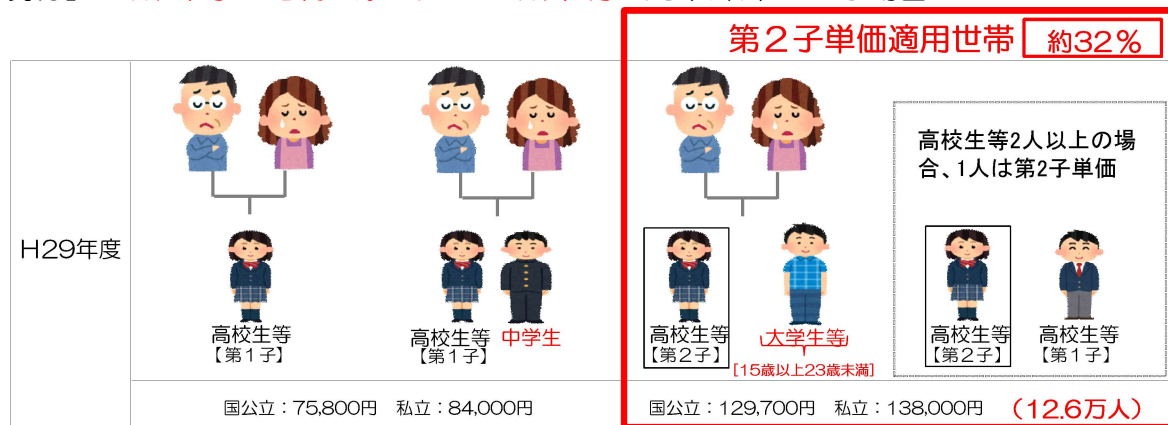 第２子単価適用世帯 約32％
高校生等2人以上の場
合、1人は第2子単価
H29年度
高校生等
【第１子】
高校生等 中学生
【第１子】
高校生等
【第２子】
大学生等
［15歳以上23歳未満］
高校生等
【第２子】
高校生等
【第１子】
国公立：75,800円　私立：84,000円
国公立：129,700円　私立：138,000円　（12.6万人）